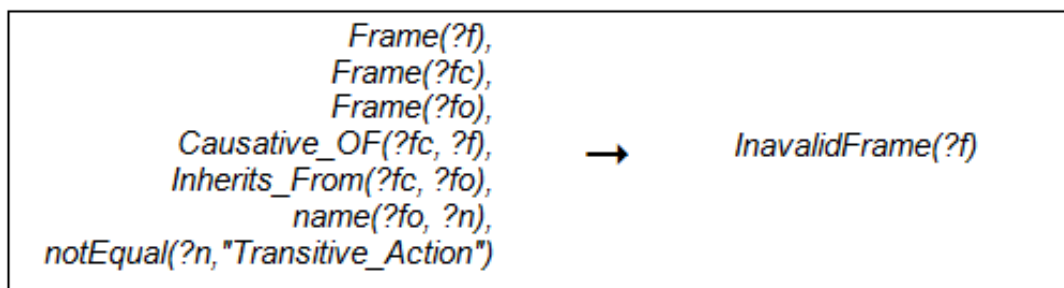 Frame(?f),
Frame(?fc),
Frame(?fo),
Causative_OF(?fc, ?f),
Inherits_From(?fc, ?fo),
name(?fo, ?n),
notEqual(?n,"Transitive_Action")
→
InavalidFrame(?f)